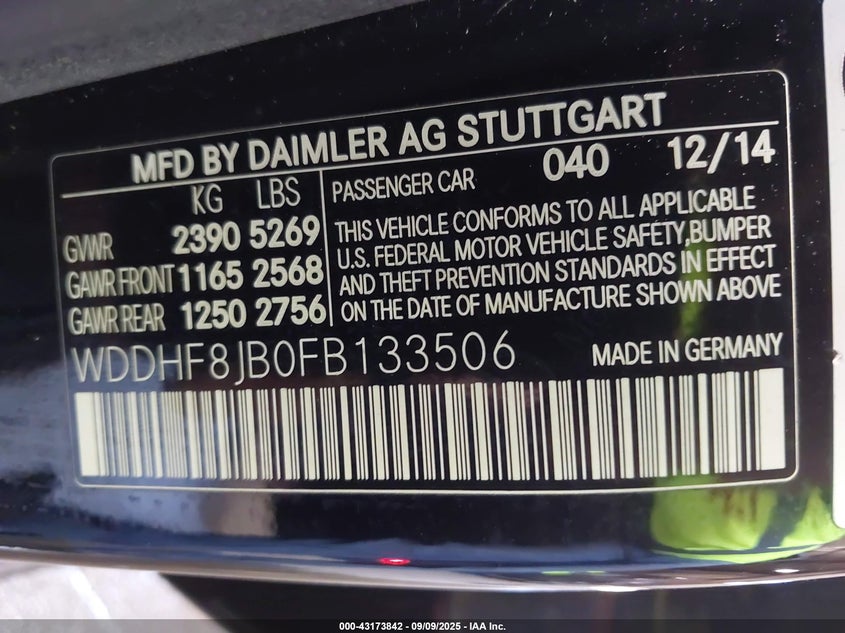 MFD BY DAIMLER AG STUTTGART
KG LBS
GVWR 2390 5269
GAWR FRONT 1165 2568
GAWR REAR 1250 2756
PASSENGER CAR 040 12/14
THIS VEHICLE CONFORMS TO ALL APPLICABLE
U.S. FEDERAL MOTOR VEHICLE SAFETY,BUMPER
AND THEFT PREVENTION STANDARDS IN EFFECT
ON THE DATE OF MANUFACTURE SHOWN ABOVE
WDDHF8JB0FB133506 MADE IN GERMANY
000-43173842 - 09/09/2025 - IAA Inc.